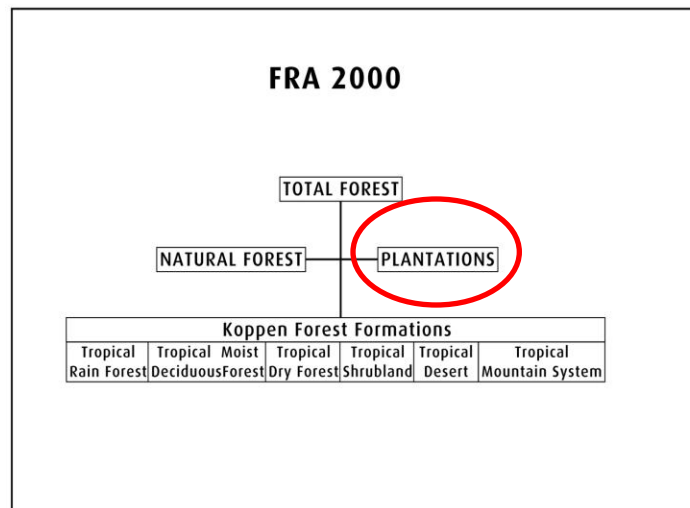 FRA 2000
TOTAL FOREST
NATURAL FOREST
PLANTATIONS
Koppen Forest Formations
Tropical Rain Forest
Tropical Moist DeciduousForest
Tropical Dry Forest
Tropical Shrubland
Tropical Desert
Tropical Mountain System